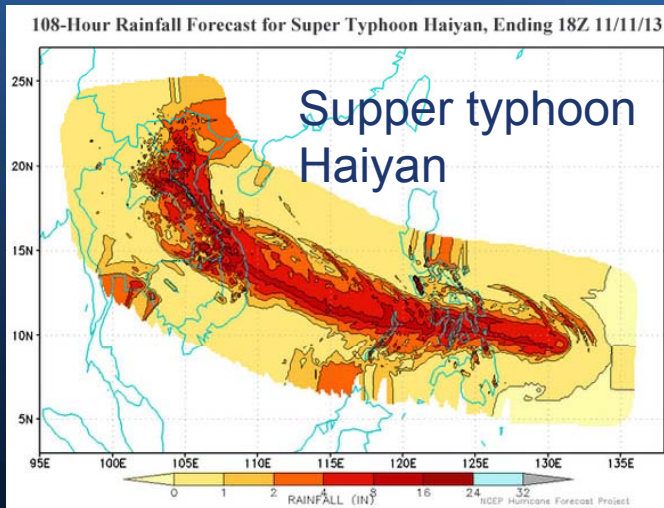 108-Hour Rainfall Forecast for Super Typhoon Haiyan, Ending 18Z 11/11/13
25N
Supper typhoon
Haiyan
20N
15N
10N
5N
95E 100E 105E 110E 115E 120E 125E 130E 135E
0 1 2 4 8 16 24 32
RAINFALL (IN)
NCEP Hurricane Forecast Project